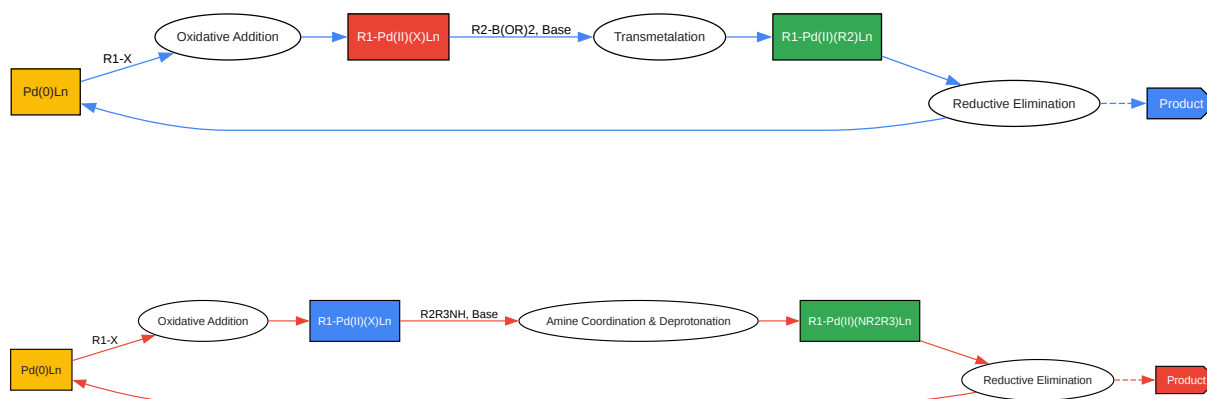 R1-X
Oxidative Addition
R1-Pd(II)(X)Ln
R2-B(OR)2, Base
Transmetalation
R1-Pd(II)(R2)Ln
Pd(0)Ln
Reductive Elimination
Product
R1-X
Oxidative Addition
R1-Pd(II)(X)Ln
R2R3NH, Base
Amine Coordination & Deprotonation
R1-Pd(II)(NR2R3)Ln
Pd(0)Ln
Reductive Elimination
Product